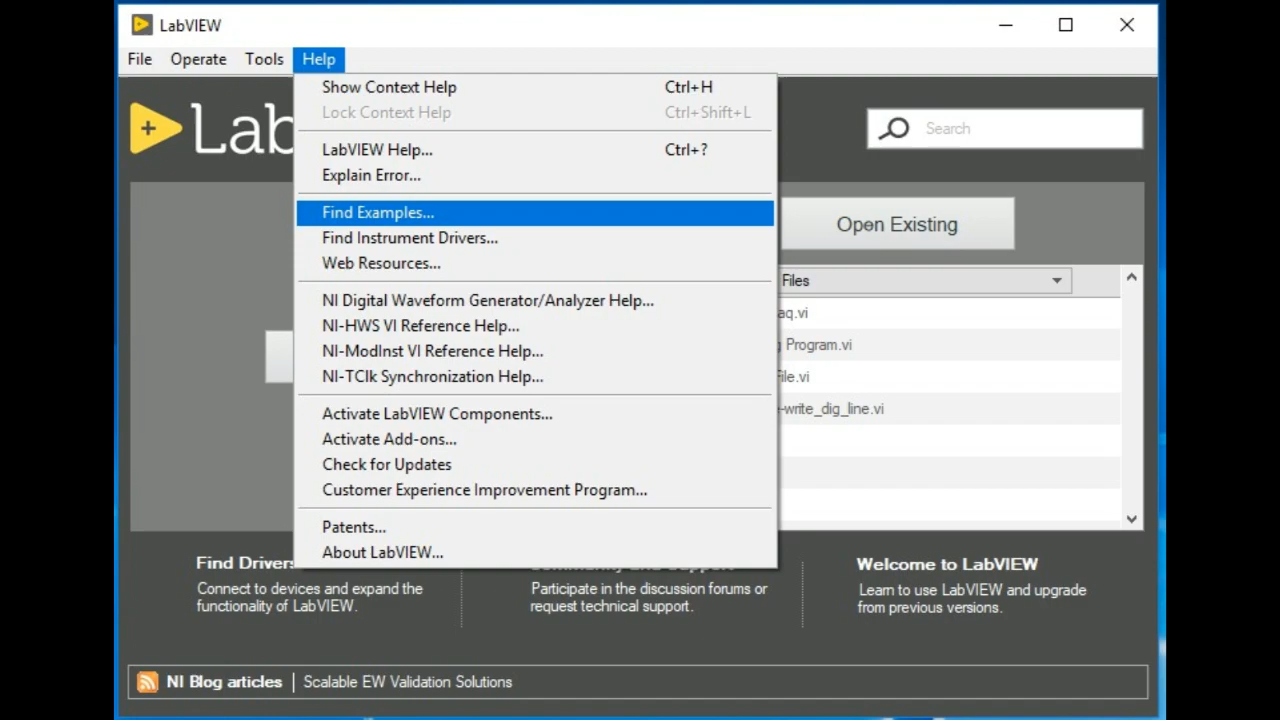 LabVIEW
File Operate Tools Help
Show Context Help Ctrl+H
Lock Context Help Ctrl+Shift+L
LabVIEW Help... Ctrl+?
Explain Error...
Find Examples...
Find Instrument Drivers...
Web Resources...
NI Digital Waveform Generator/Analyzer Help...
NI-HWS VI Reference Help...
NI-ModInst VI Reference Help...
NI-TClk Synchronization Help...
Activate LabVIEW Components...
Activate Add-ons...
Check for Updates
Customer Experience Improvement Program...
Patents...
About LabVIEW...
Lab
Search
Open Existing
Files
aq.vi
g Program.vi
File.vi
-write_dig_line.vi
Find Drivers
Connect to devices and expand the
functionality of LabVIEW.
Participate in the discussion forums or
request technical support.
Welcome to LabVIEW
Learn to use LabVIEW and upgrade
from previous versions.
NI Blog articles | Scalable EW Validation Solutions